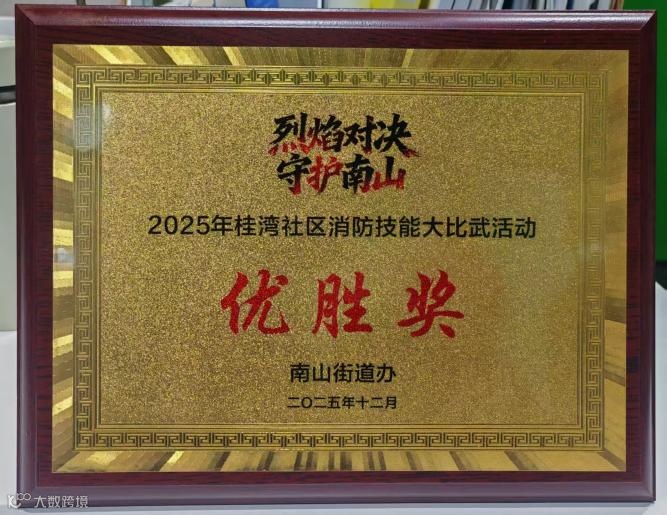 烈焰对决
守护南山
2025年桂湾社区消防技能大比武活动
优胜奖
南山街道办
二〇二五年十二月
大数跨境